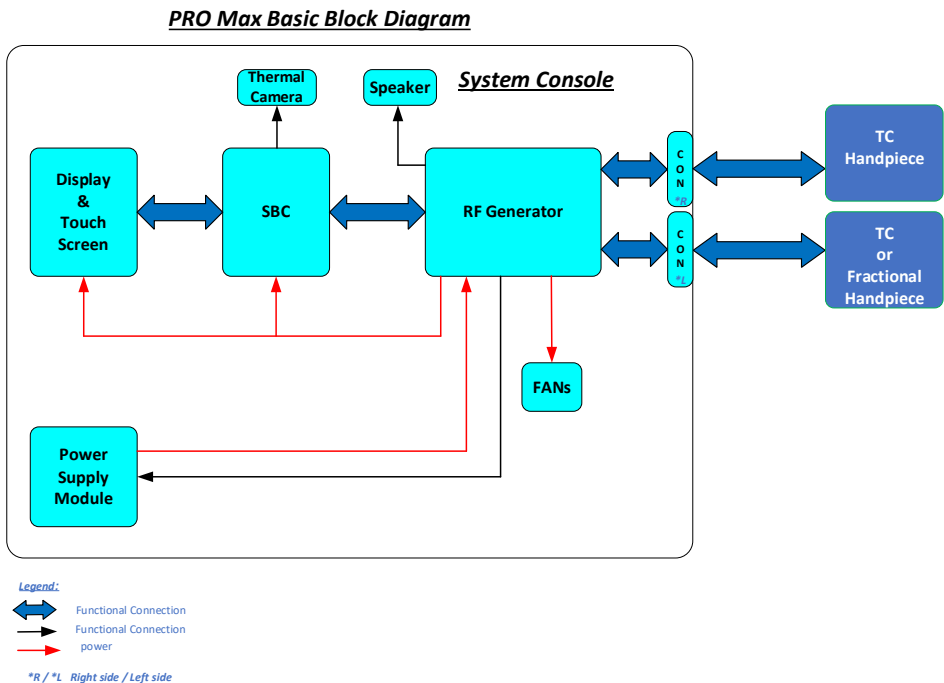 PRO Max Basic Block Diagram
System Console
Thermal
Camera
Speaker
Display
&
Touch
Screen
SBC
RF Generator
C
O
N
*R
C
O
N
*L
TC
Handpiece
TC
or
Fractional
Handpiece
FANs
Power
Supply
Module
Legend:
Functional Connection
Functional Connection
power
*R / *L Right side / Left side